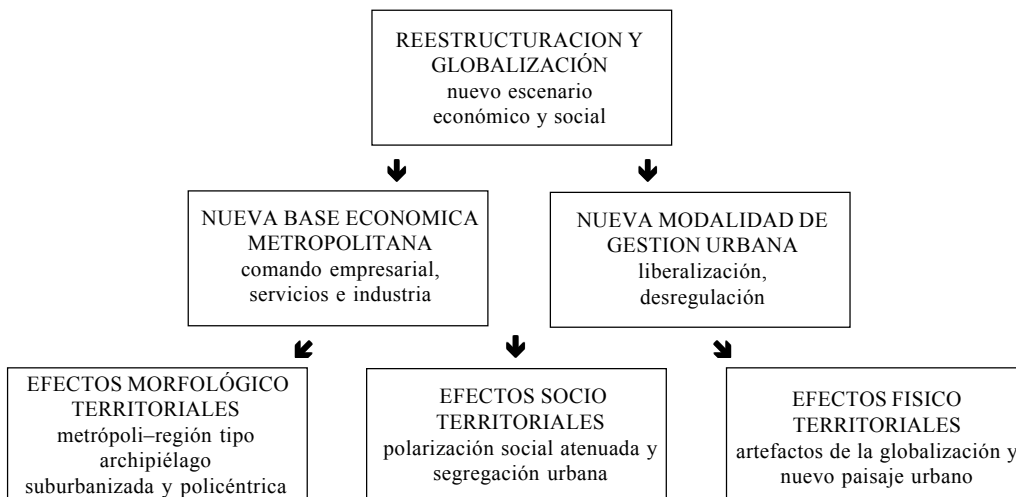 REESTRUCTURACION Y
GLOBALIZACIÓN
nuevo escenario
económico y social
NUEVA BASE ECONOMICA
METROPOLITANA
comando empresarial,
servicios e industria
NUEVA MODALIDAD DE
GESTION URBANA
liberalización,
desregulación
EFECTOS MORFOLÓGICO
TERRITORIALES
metrópoli–región tipo
archipiélago
suburbanizada y policéntrica
EFECTOS SOCIO
TERRITORIALES
polarización social atenuada y
segregación urbana
EFECTOS FISICO
TERRITORIALES
artefactos de la globalización y
nuevo paisaje urbano